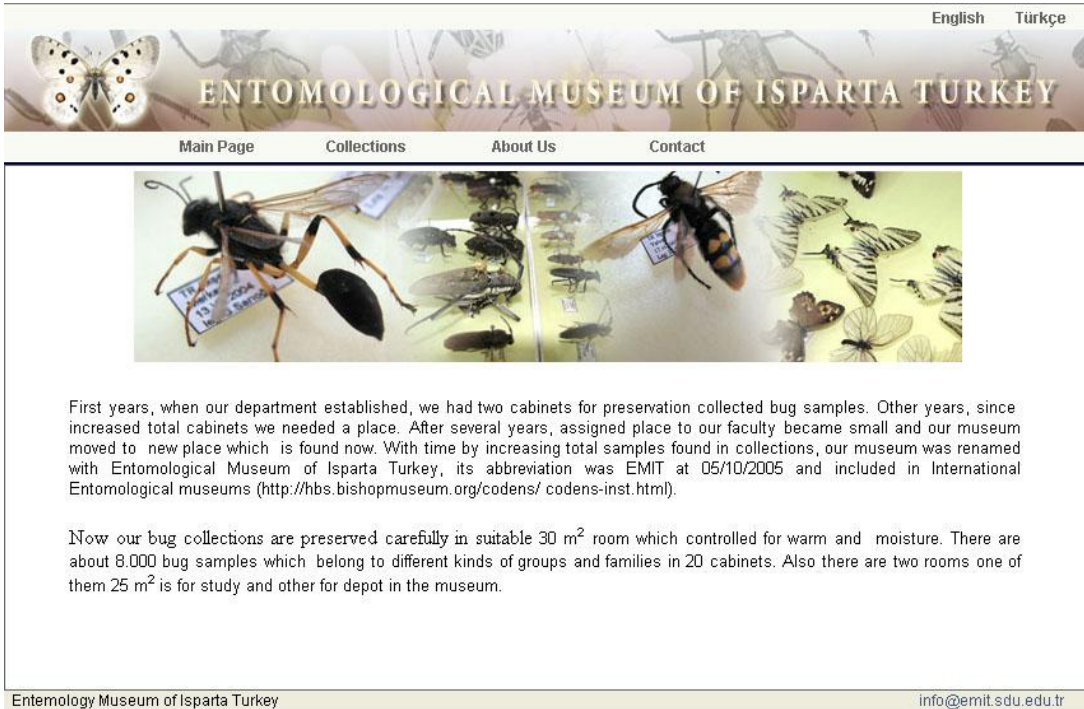 English Türkçe
ENTOMOLOGICAL MUSEUM OF ISPARTA TURKEY
Main Page Collections About Us Contact
First years, when our department established, we had two cabinets for preservation collected bug samples. Other years, since
increased total cabinets we needed a place. After several years, assigned place to our faculty became small and our museum
moved to new place which is found now. With time by increasing total samples found in collections, our museum was renamed
with Entomological Museum of Isparta Turkey, its abbreviation was EMIT at 05/10/2005 and included in International
Entomological museums (http://hbs.bishopmuseum.org/codens/ codens-inst.html).
Now our bug collections are preserved carefully in suitable 30 m² room which controlled for warm and moisture. There are
about 8.000 bug samples which belong to different kinds of groups and families in 20 cabinets. Also there are two rooms one of
them 25 m² is for study and other for depot in the museum.
Entemology Museum of Isparta Turkey info@emit.sdu.edu.tr